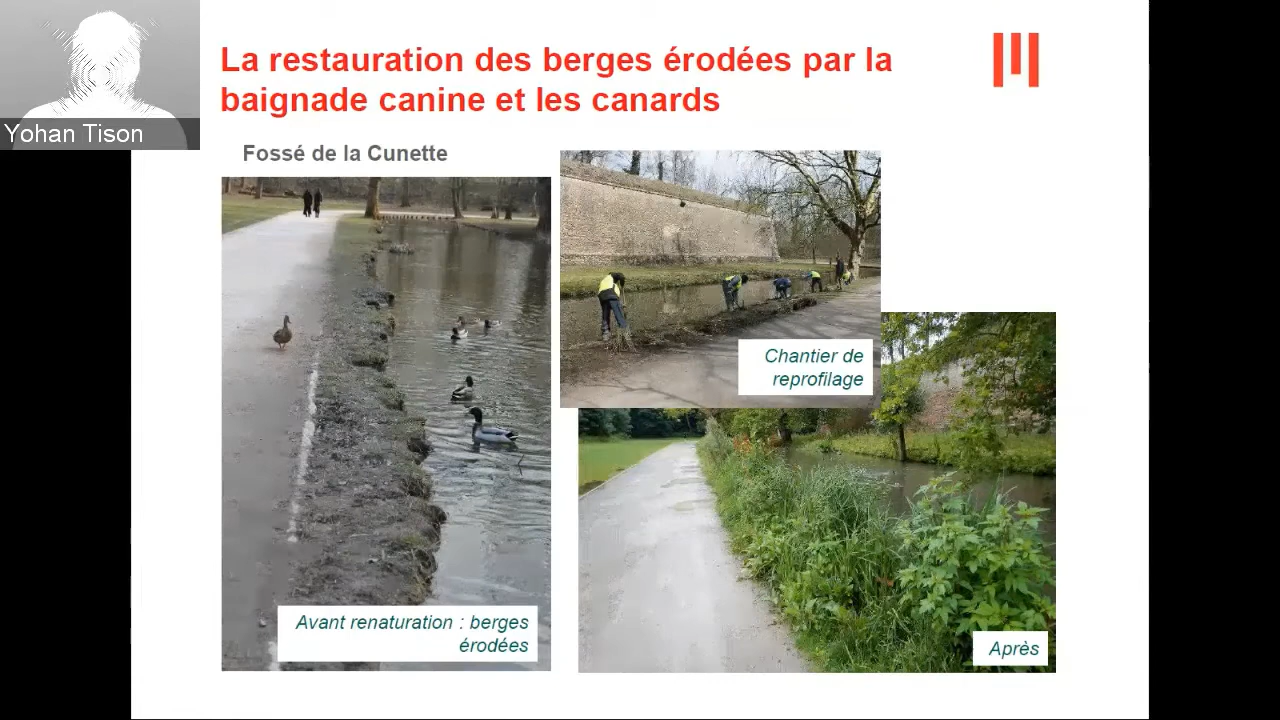 Yohan Tison
La restauration des berges érodées par la
baignade canine et les canards
Fossé de la Cunette
Chantier de
reprofilage
Avant renaturation : berges
érodées
Après